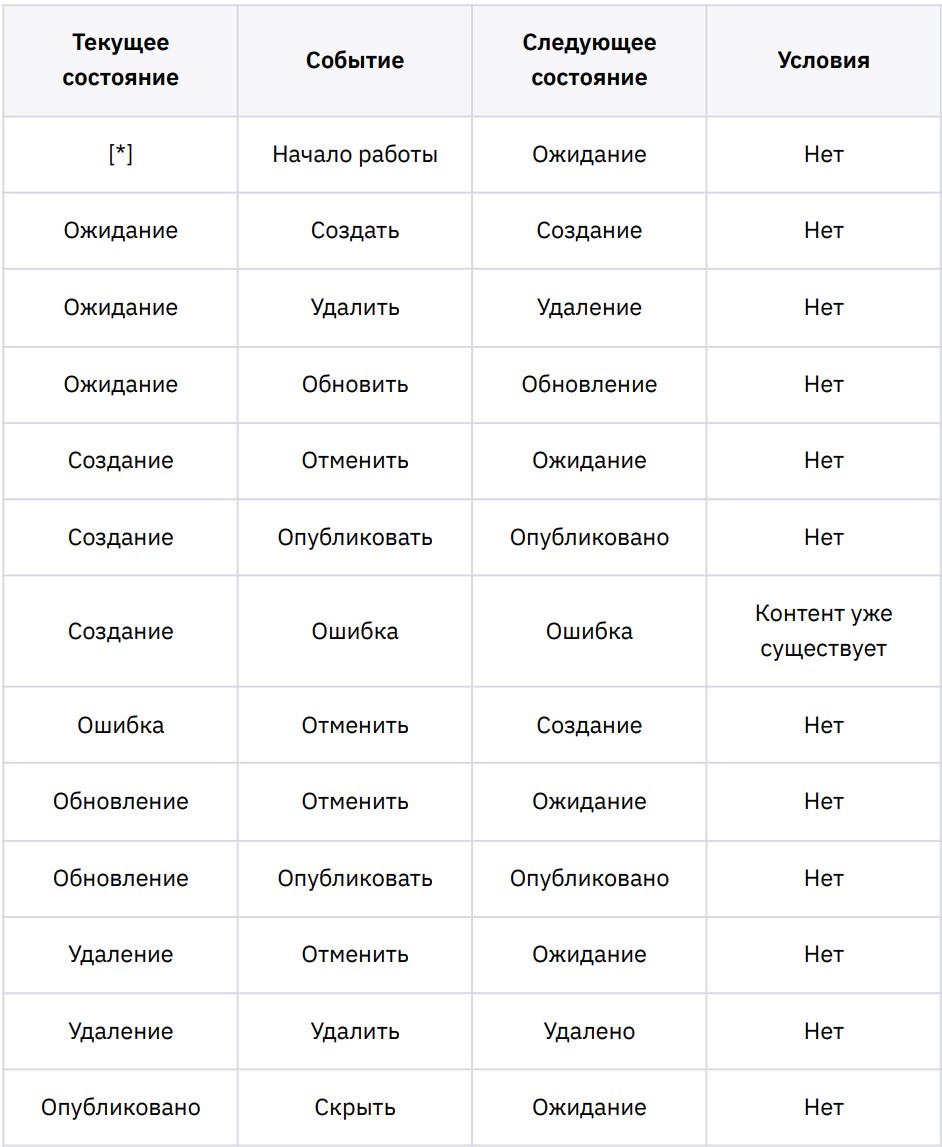 Текущее
состояние
Событие
Следующее
состояние
Условия
[*]
Начало работы
Ожидание
Нет
Ожидание
Создать
Создание
Нет
Ожидание
Удалить
Удаление
Нет
Ожидание
Обновить
Обновление
Нет
Создание
Отменить
Ожидание
Нет
Создание
Опубликовать
Опубликовано
Нет
Создание
Ошибка
Ошибка
Контент уже
существует
Ошибка
Отменить
Создание
Нет
Обновление
Отменить
Ожидание
Нет
Обновление
Опубликовать
Опубликовано
Нет
Удаление
Отменить
Ожидание
Нет
Удаление
Удалить
Удалено
Нет
Опубликовано
Скрыть
Ожидание
Нет